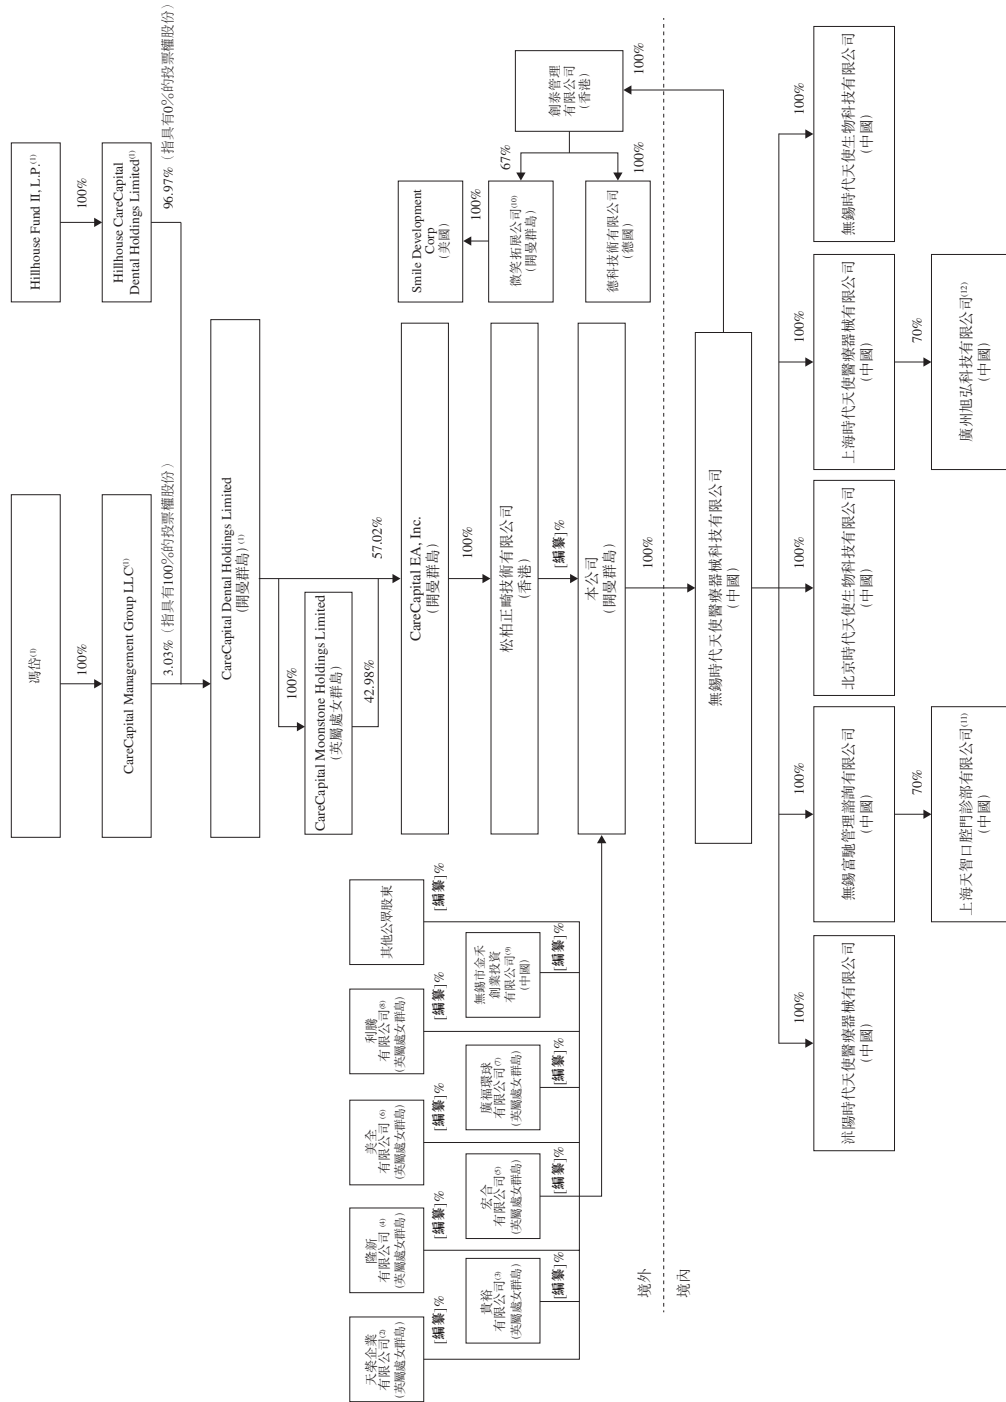 馮岱⁽¹⁾
100%
CareCapital Management Group LLC⁽¹⁾
3.03%（指具有100%的投票權股份）
Hillhouse Fund II, L.P.⁽¹⁾
100%
Hillhouse CareCapital
Dental Holdings Limited⁽¹⁾
96.97%（指具有0%的投票權股份）
CareCapital Dental Holdings Limited
(開曼群島) ⁽¹⁾
100%
CareCapital Moonstone Holdings Limited
(英屬處女群島)
42.98%
57.02%
CareCapital EA, Inc.
(開曼群島)
100%
松柏正畸技術有限公司
(香港)
[編纂]%
天榮企業
有限公司⁽²⁾
(英屬處女群島)
[編纂]%
隆新
有限公司⁽⁴⁾
(英屬處女群島)
[編纂]%
美全
有限公司⁽⁶⁾
(英屬處女群島)
[編纂]%
利騰
有限公司⁽⁸⁾
(英屬處女群島)
[編纂]%
其他公眾股東
[編纂]%
貴裕
有限公司⁽³⁾
(英屬處女群島)
[編纂]%
宏合
有限公司⁽⁵⁾
(英屬處女群島)
[編纂]%
廣福環球
有限公司⁽⁷⁾
(英屬處女群島)
[編纂]%
無錫市金禾
創業投資
有限公司⁽⁹⁾
(中國)
[編纂]%
本公司
(開曼群島)
100%
Smile Development
Corp
(美國)
100%
微笑拓展公司⁽¹⁰⁾
(開曼群島)
67%
創泰管理
有限公司
(香港)
100%
德科技術有限公司
(德國)
100%
境外
境內
無錫時代天使醫療器械科技有限公司
(中國)
100%
沭陽時代天使醫療器械有限公司
(中國)
100%
無錫富馳管理諮詢有限公司
(中國)
100%
北京時代天使生物科技有限公司
(中國)
100%
上海時代天使醫療器械有限公司
(中國)
100%
無錫時代天使生物科技有限公司
(中國)
70%
上海天智口腔門診部有限公司⁽¹¹⁾
(中國)
70%
廣州旭弘科技有限公司⁽¹²⁾
(中國)